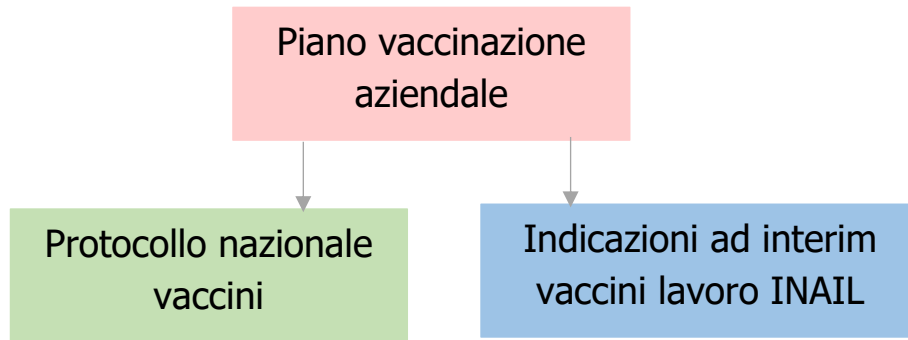 Piano vaccinazione
aziendale
Protocollo nazionale
vaccini
Indicazioni ad interim
vaccini lavoro INAIL